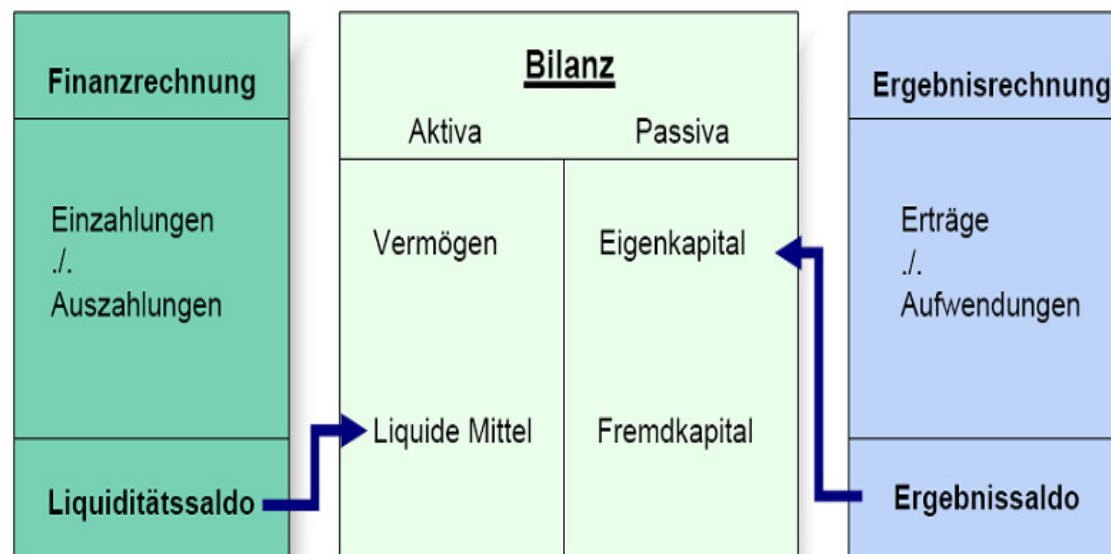 Finanzrechnung
Einzahlungen
./.
Auszahlungen
Liquiditätssaldo
Bilanz
Aktiva Passiva
Vermögen Eigenkapital
Liquide Mittel Fremdkapital
Ergebnisrechnung
Erträge
./.
Aufwendungen
Ergebnissaldo